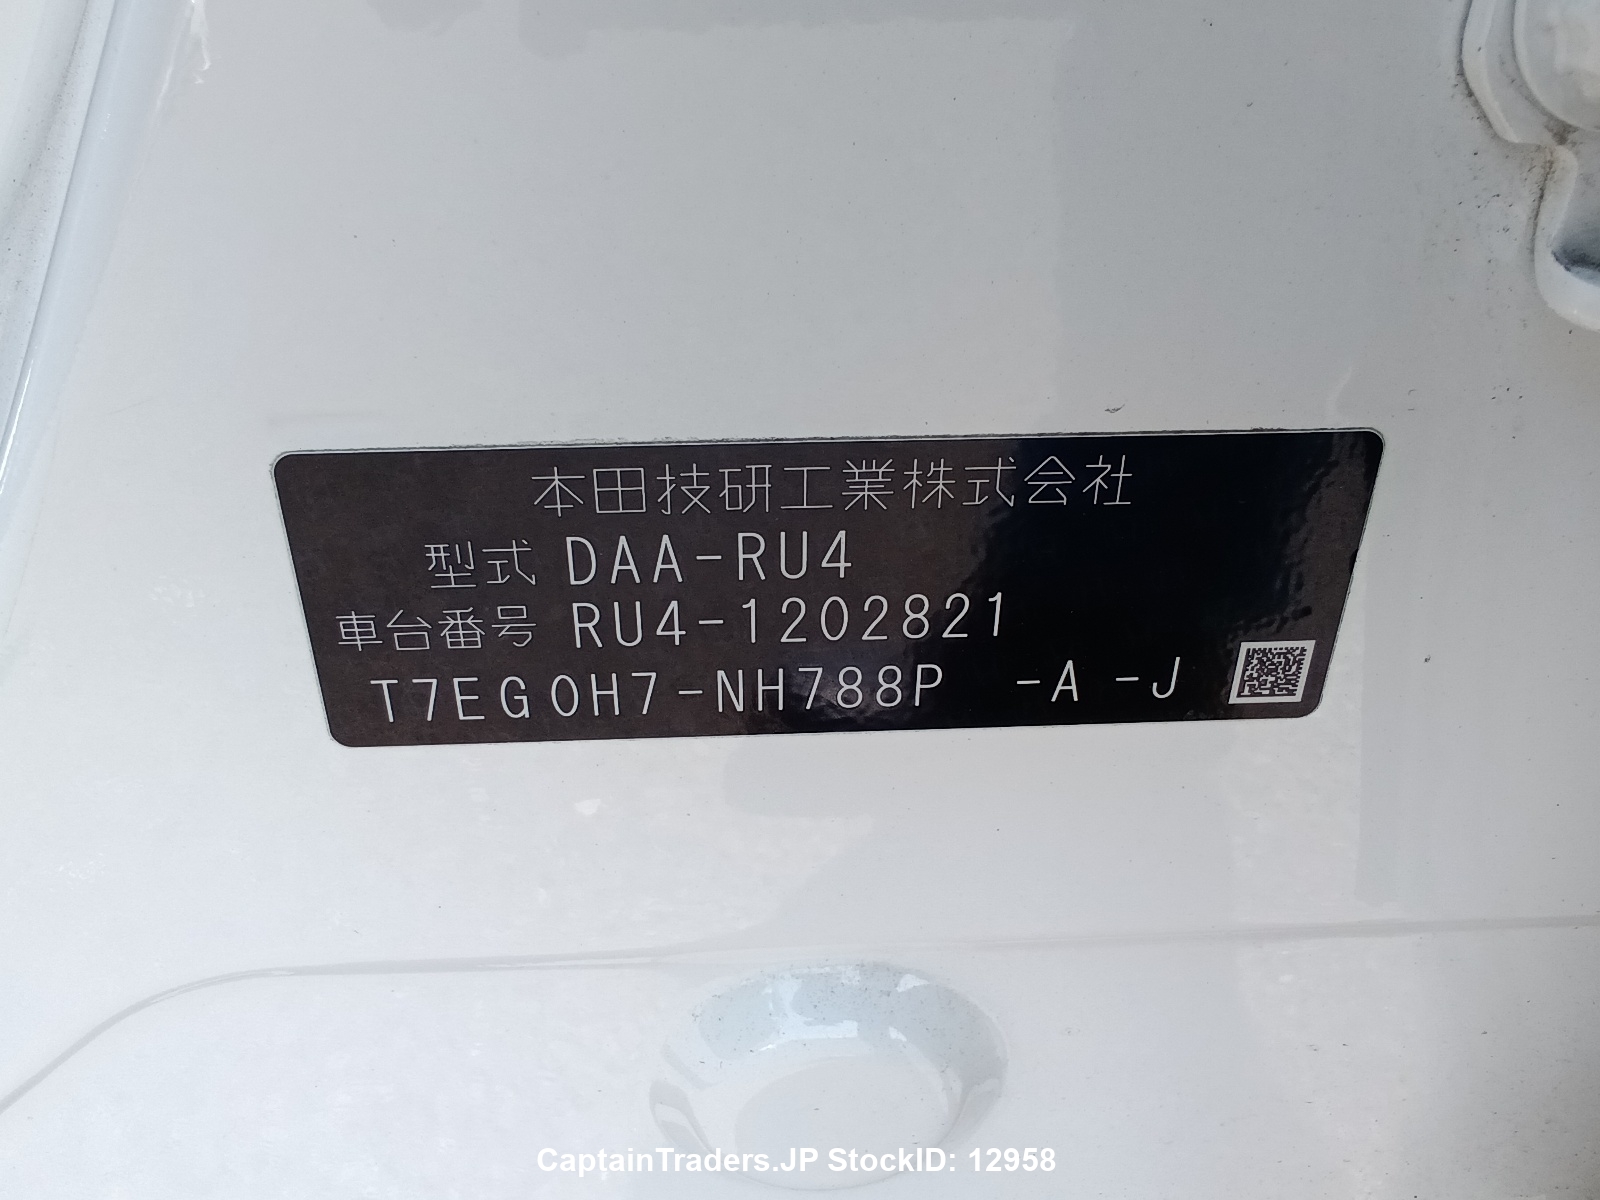 本田技研工業株式会社
型式 DAA-RU4
車台番号 RU4-1202821
T7EG0H7-NH788P -A -J
CaptainTraders.JP StockID: 12958